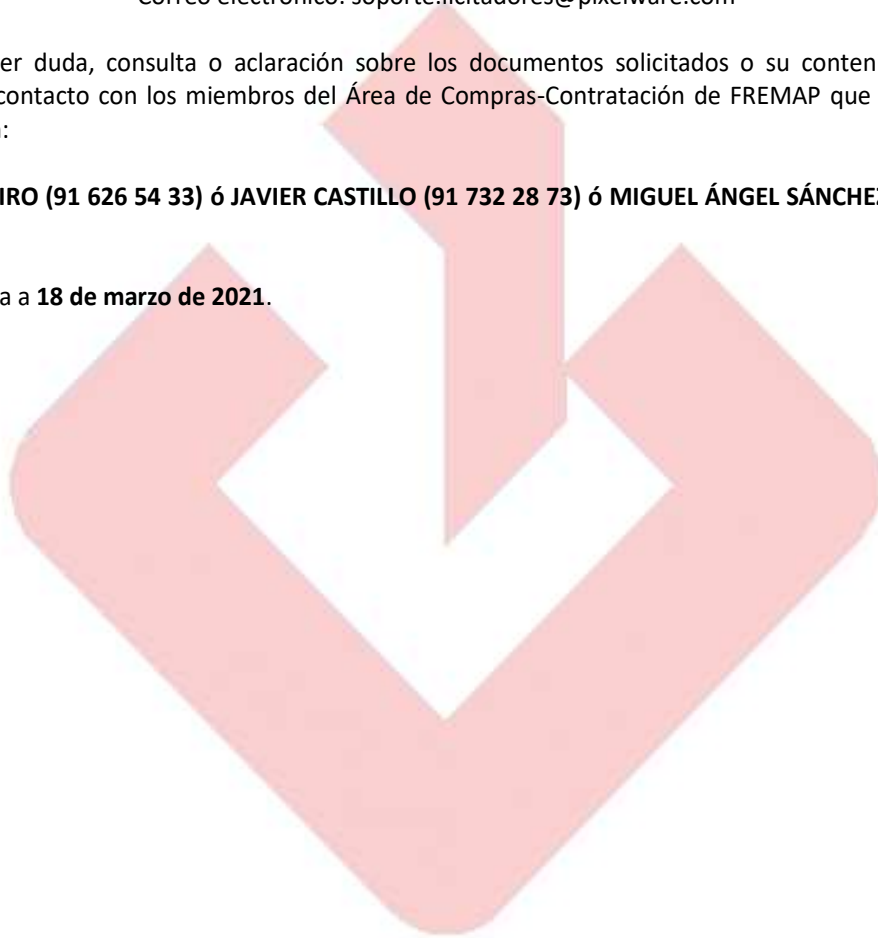 Correo electrónico: soporte.licitadores@pixelware.com
er duda, consulta o aclaración sobre los documentos solicitados o su conten
contacto con los miembros del Área de Compras-Contratación de FREMAP que
:
IRO (91 626 54 33) ó JAVIER CASTILLO (91 732 28 73) ó MIGUEL ÁNGEL SÁNCHEZ
a a 18 de marzo de 2021.